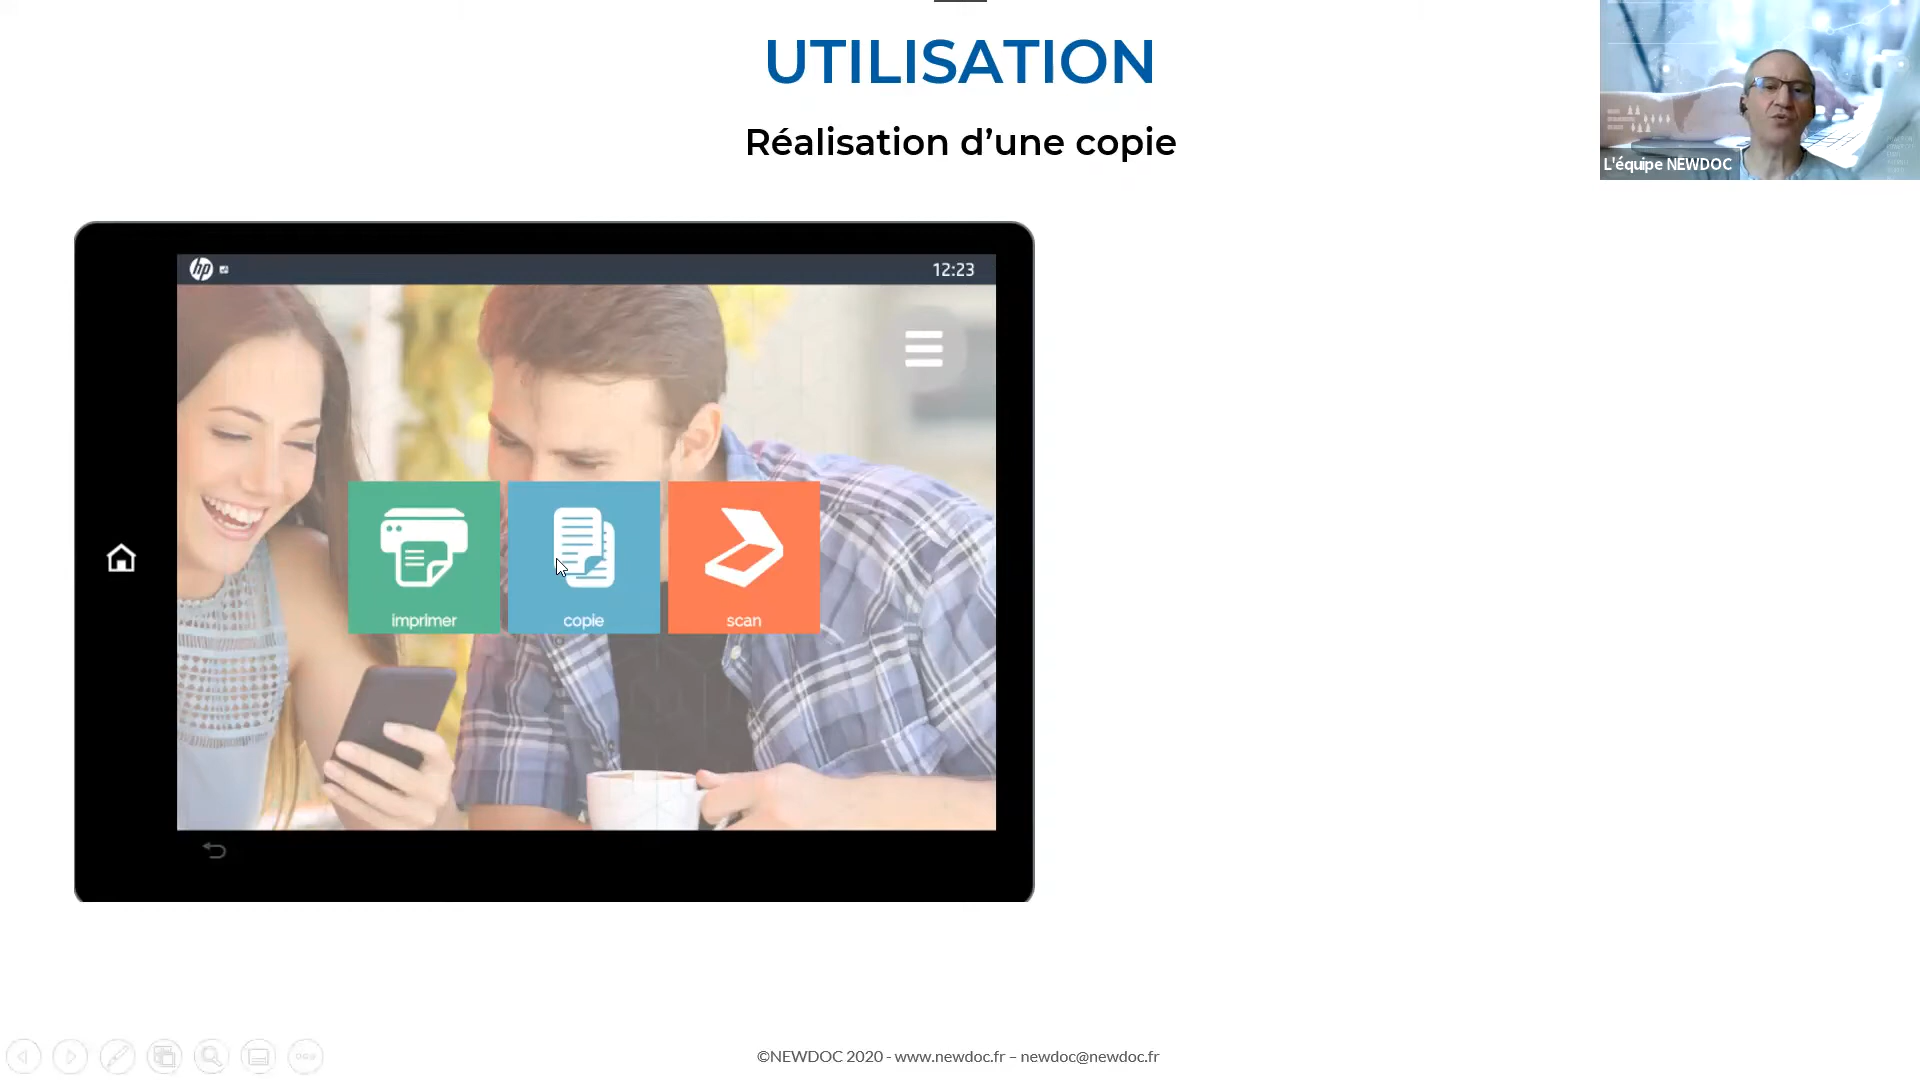 UTILISATION
Réalisation d’une copie
L'équipe NEWDOC
hp
12:23
imprimer
copie
scan
©NEWDOC 2020 - www.newdoc.fr – newdoc@newdoc.fr